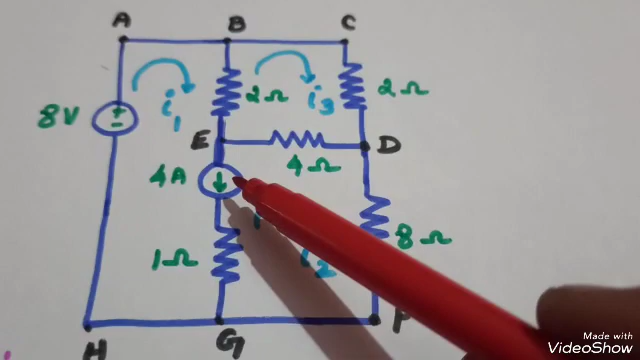 A B C
8V i1 2Ω i3 2Ω
E 4Ω D
4A
1Ω i2 8Ω
H G
Made with
VideoShow